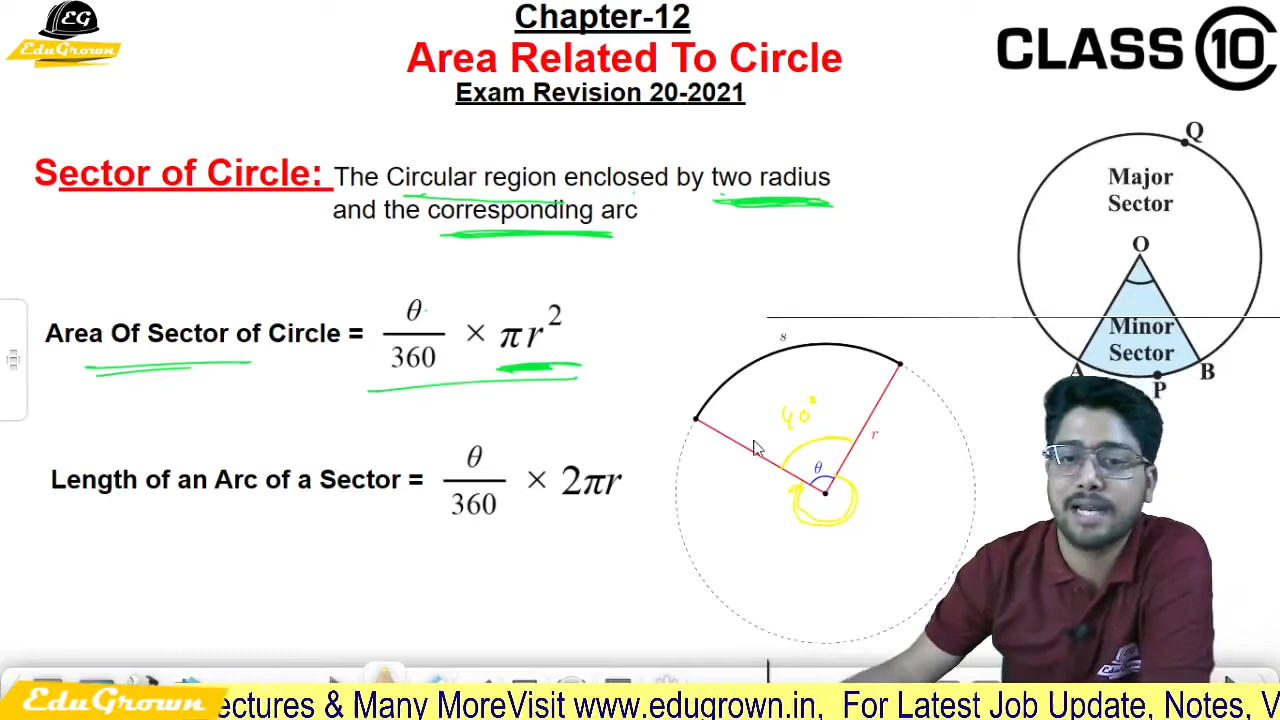 EG
EduGrown
Chapter-12
Area Related To Circle
Exam Revision 20-2021
CLASS 10
Sector of Circle: The Circular region enclosed by two radius
and the corresponding arc
Q
Major
Sector
O
Minor
Sector
A
B
P
Area Of Sector of Circle = θ/360 × πr²
s
40°
r
θ
Length of an Arc of a Sector = θ/360 × 2πr
EduGrown
ectures & Many MoreVisit www.edugrown.in, For Latest Job Update, Notes, V